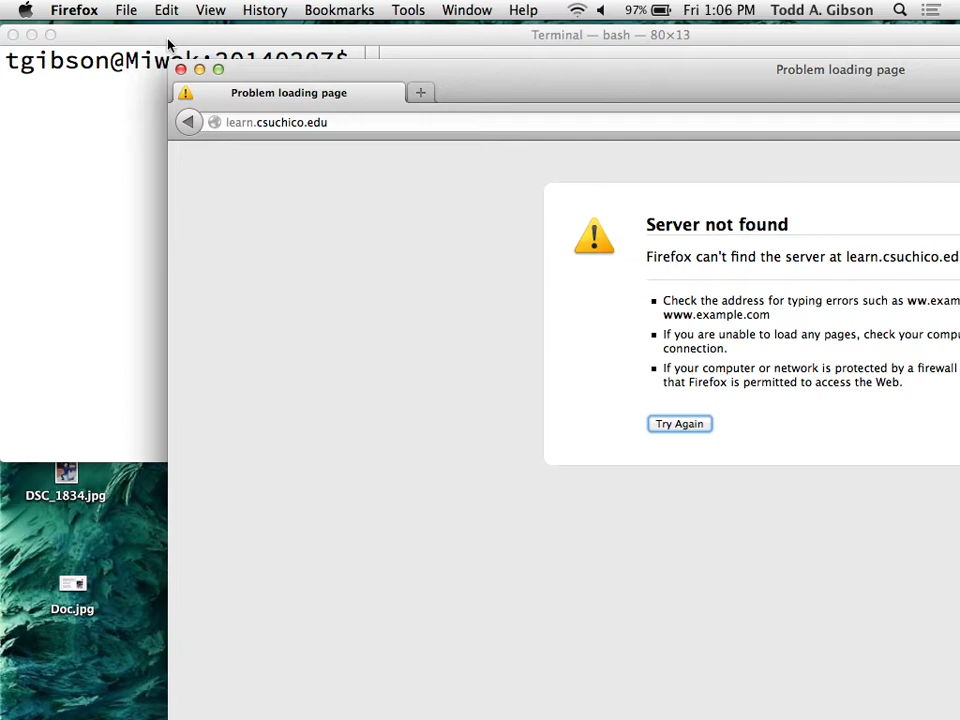 Firefox File Edit View History Bookmarks Tools Window Help 97% Fri 1:06 PM Todd A. Gibson
Terminal — bash — 80×13
tgibson@Miwok:20140207$
Problem loading page
Problem loading page
learn.csuchico.edu
Server not found
Firefox can't find the server at learn.csuchico.ed
Check the address for typing errors such as ww.exam
www.example.com
If you are unable to load any pages, check your compu
connection.
If your computer or network is protected by a firewall
that Firefox is permitted to access the Web.
Try Again
DSC_1834.jpg
Doc.jpg